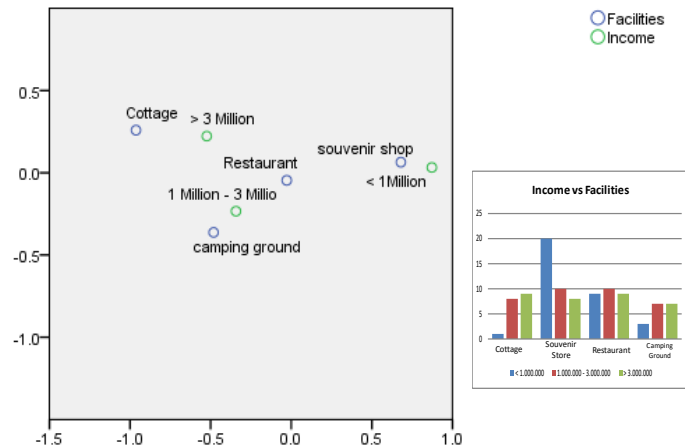 Facilities
Income
0.5
0.0
-0.5
-1.0
-1.5
-1.0
-0.5
0.0
0.5
1.0
Cottage
> 3 Million
souvenir shop
Restaurant
< 1Million
1 Million - 3 Millio
camping ground
Income vs Facilities
25
20
15
10
5
0
Cottage
Souvenir
Store
Restaurant
Camping
Ground
< 1.000.000
1.000.000 - 3.000.000
> 3.000.000